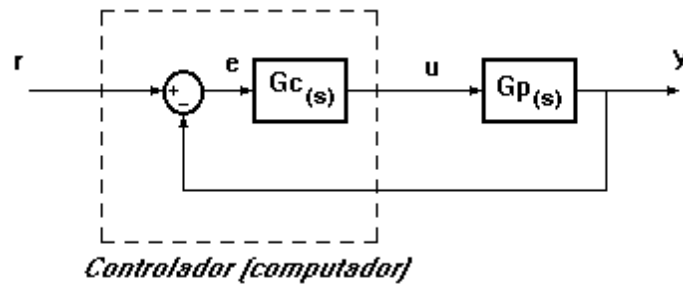 r
e
Gc(s)
u
Gp(s)
y
+
−
Controlador (computador)